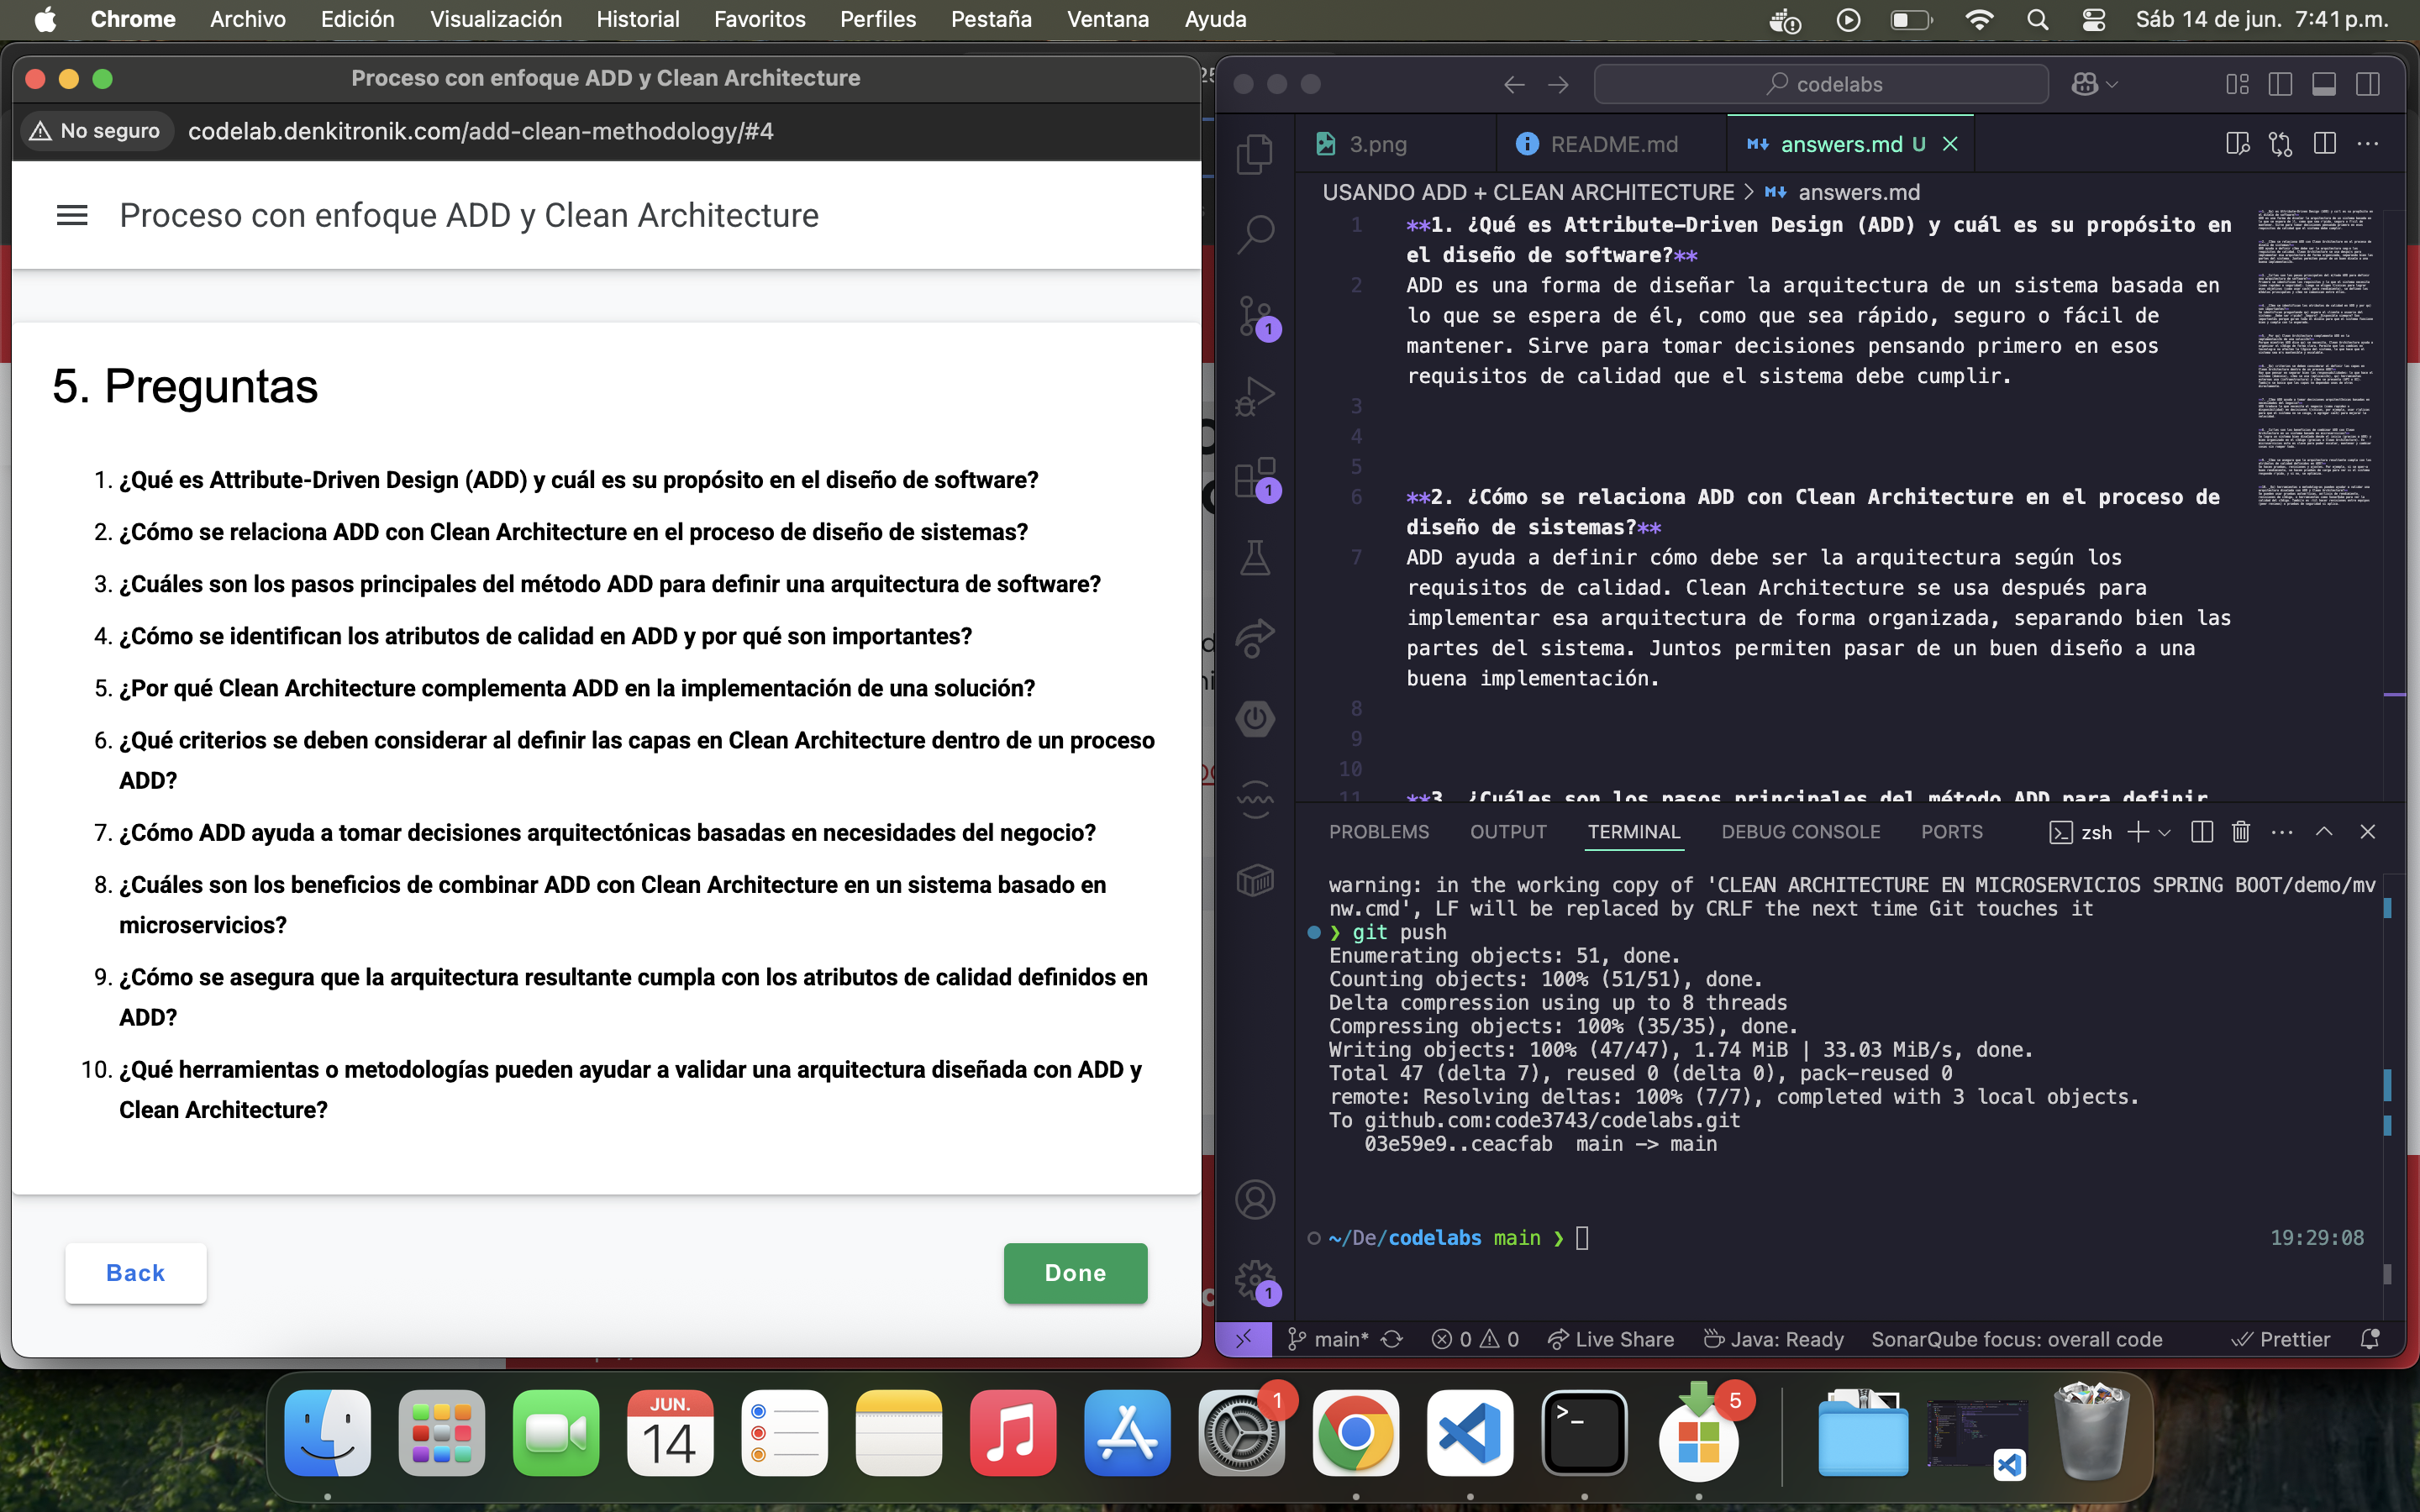 Chrome Archivo Edición Visualización Historial Favoritos Perfiles Pestaña Ventana Ayuda
Sáb 14 de jun. 7:41 p.m.
Proceso con enfoque ADD y Clean Architecture
No seguro codelab.denkitronik.com/add-clean-methodology/#4
Proceso con enfoque ADD y Clean Architecture
5. Preguntas
1. ¿Qué es Attribute-Driven Design (ADD) y cuál es su propósito en el diseño de software?
2. ¿Cómo se relaciona ADD con Clean Architecture en el proceso de diseño de sistemas?
3. ¿Cuáles son los pasos principales del método ADD para definir una arquitectura de software?
4. ¿Cómo se identifican los atributos de calidad en ADD y por qué son importantes?
5. ¿Por qué Clean Architecture complementa ADD en la implementación de una solución?
6. ¿Qué criterios se deben considerar al definir las capas en Clean Architecture dentro de un proceso
ADD?
7. ¿Cómo ADD ayuda a tomar decisiones arquitectónicas basadas en necesidades del negocio?
8. ¿Cuáles son los beneficios de combinar ADD con Clean Architecture en un sistema basado en
microservicios?
9. ¿Cómo se asegura que la arquitectura resultante cumpla con los atributos de calidad definidos en
ADD?
10. ¿Qué herramientas o metodologías pueden ayudar a validar una arquitectura diseñada con ADD y
Clean Architecture?
Back
Done
codelabs
3.png
README.md
answers.md U
USANDO ADD + CLEAN ARCHITECTURE > answers.md
1 **1. ¿Qué es Attribute-Driven Design (ADD) y cuál es su propósito en
el diseño de software?**
2 ADD es una forma de diseñar la arquitectura de un sistema basada en
lo que se espera de él, como que sea rápido, seguro o fácil de
mantener. Sirve para tomar decisiones pensando primero en esos
requisitos de calidad que el sistema debe cumplir.
3
4
5
6 **2. ¿Cómo se relaciona ADD con Clean Architecture en el proceso de
diseño de sistemas?**
7 ADD ayuda a definir cómo debe ser la arquitectura según los
requisitos de calidad. Clean Architecture se usa después para
implementar esa arquitectura de forma organizada, separando bien las
partes del sistema. Juntos permiten pasar de un buen diseño a una
buena implementación.
8
9
10
11 **3. ¿Cuáles son los pasos principales del método ADD para definir
PROBLEMS OUTPUT TERMINAL DEBUG CONSOLE PORTS zsh
warning: in the working copy of 'CLEAN ARCHITECTURE EN MICROSERVICIOS SPRING BOOT/demo/mv
nw.cmd', LF will be replaced by CRLF the next time Git touches it
❯ git push
Enumerating objects: 51, done.
Counting objects: 100% (51/51), done.
Delta compression using up to 8 threads
Compressing objects: 100% (35/35), done.
Writing objects: 100% (47/47), 1.74 MiB | 33.03 MiB/s, done.
Total 47 (delta 7), reused 0 (delta 0), pack-reused 0
remote: Resolving deltas: 100% (7/7), completed with 3 local objects.
To github.com:code3743/codelabs.git
03e59e9..ceacfab main -> main
~/De/codelabs main ❯ 19:29:08
1
1
1
main* 0 0 Live Share Java: Ready SonarQube focus: overall code Prettier
JUN.
14
1
5